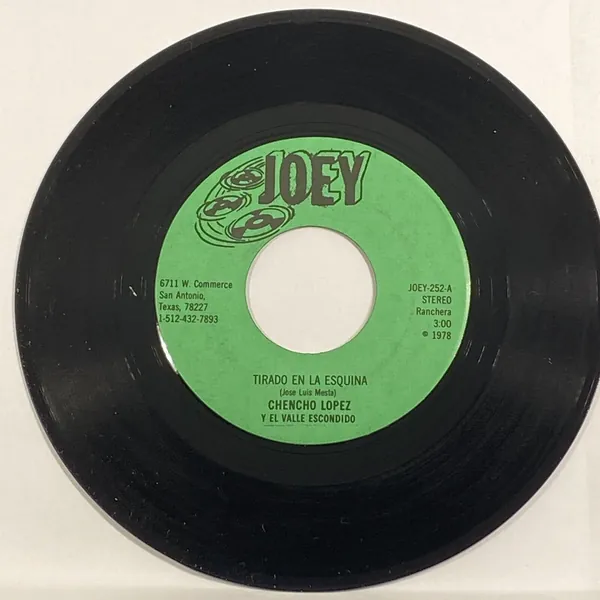 JOEY
6711 W. Commerce
San Antonio,
Texas, 78227
1-512-432-7893
JOEY-252-A
STEREO
Ranchera
3:00
© 1978
TIRADO EN LA ESQUINA
(Jose Luis Mesta)
CHENCHO LOPEZ
Y EL VALLE ESCONDIDO